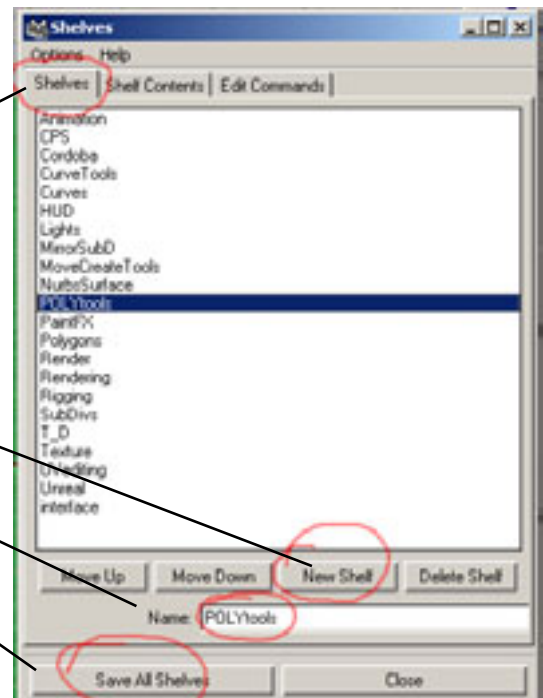 Shelves
Options Help
Shelves Shelf Contents Edit Commands
Animation
CPS
Cordoba
CurveTools
Curves
HUD
Lights
MirrorSubD
MoveCreateTools
NurbsSurface
POLYtools
PaintFX
Polygons
Render
Rendering
Rigging
SubDivs
T_D
Texture
UVediting
Unreal
interface
Move Up Move Down New Shelf Delete Shelf
Name: POLYtools
Save All Shelves Close